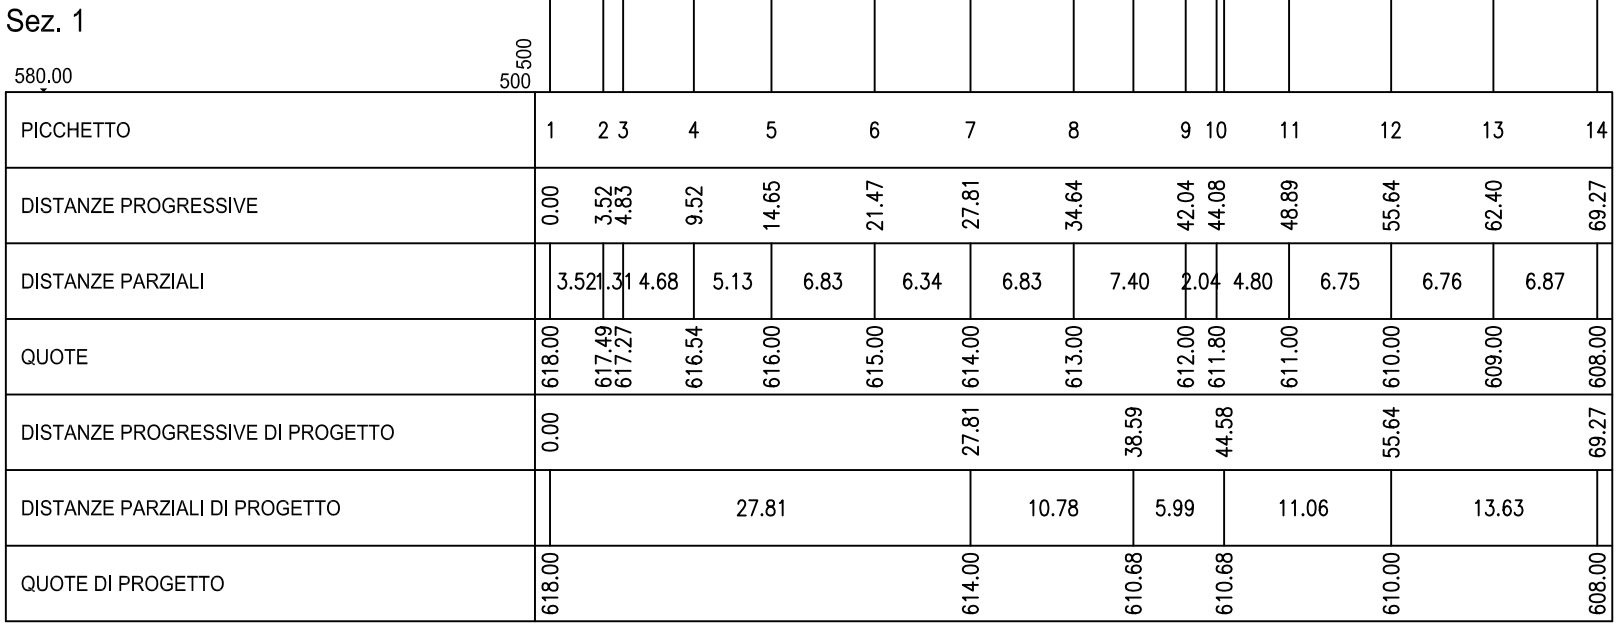 Sez. 1
580.00
500
500
PICCHETTO 1 2 3 4 5 6 7 8 9 10 11 12 13 14
DISTANZE PROGRESSIVE 0.00 3.52 4.83 9.52 14.65 21.47 27.81 34.64 42.04 44.08 48.89 55.64 62.40 69.27
DISTANZE PARZIALI 3.52 1.31 4.68 5.13 6.83 6.34 6.83 7.40 2.04 4.80 6.75 6.76 6.87
QUOTE 618.00 617.49 617.27 616.54 616.00 615.00 614.00 613.00 612.00 611.80 611.00 610.00 609.00 608.00
DISTANZE PROGRESSIVE DI PROGETTO 0.00 27.81 38.59 44.58 55.64 69.27
DISTANZE PARZIALI DI PROGETTO 27.81 10.78 5.99 11.06 13.63
QUOTE DI PROGETTO 618.00 614.00 610.68 610.68 610.00 608.00